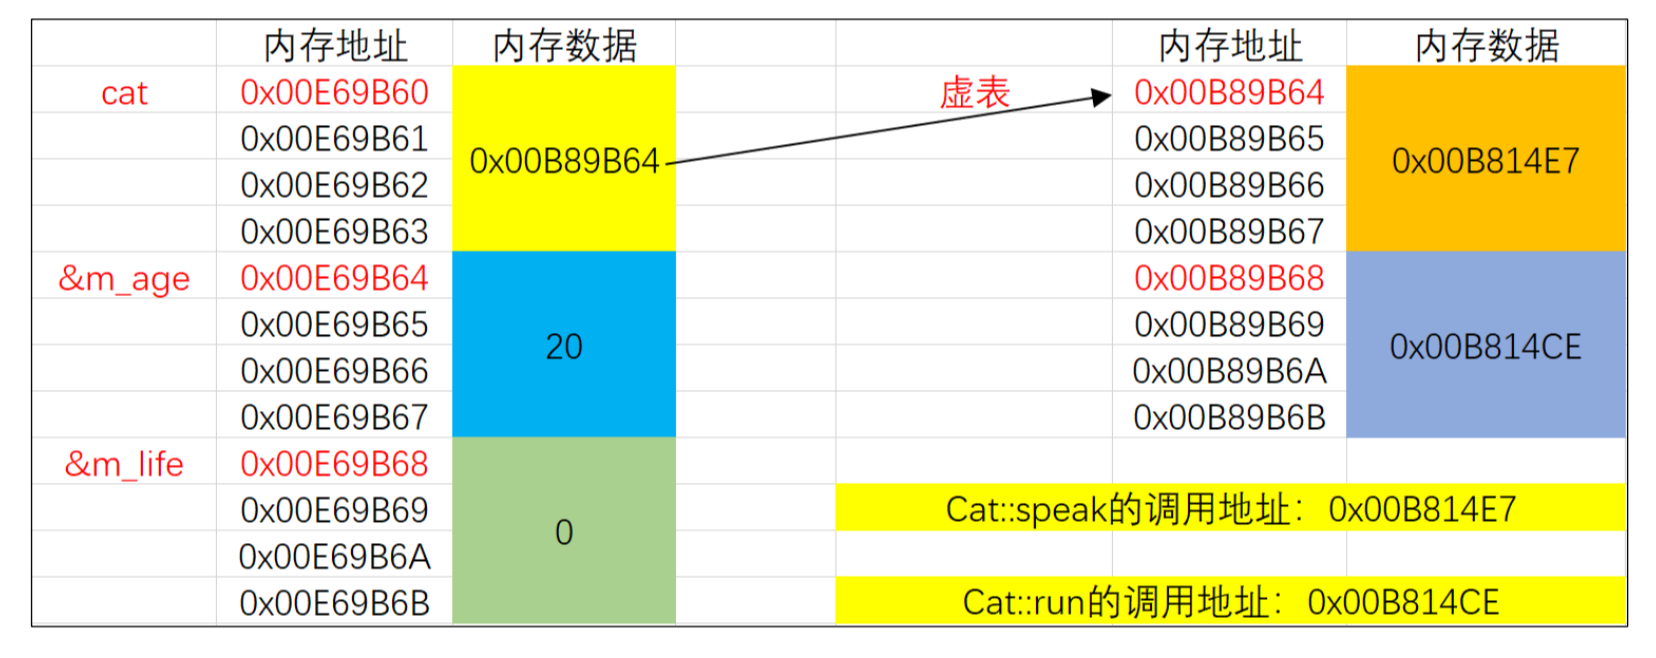 内存地址 内存数据 内存地址 内存数据
cat 0x00E69B60 虚表 0x00B89B64
0x00E69B61 0x00B89B65
0x00B89B64 0x00B814E7
0x00E69B62 0x00B89B66
0x00E69B63 0x00B89B67
&m_age 0x00E69B64 0x00B89B68
0x00E69B65 0x00B89B69
20 0x00B814CE
0x00E69B66 0x00B89B6A
0x00E69B67 0x00B89B6B
&m_life 0x00E69B68
0x00E69B69 Cat::speak的调用地址：0x00B814E7
0
0x00E69B6A
0x00E69B6B Cat::run的调用地址：0x00B814CE